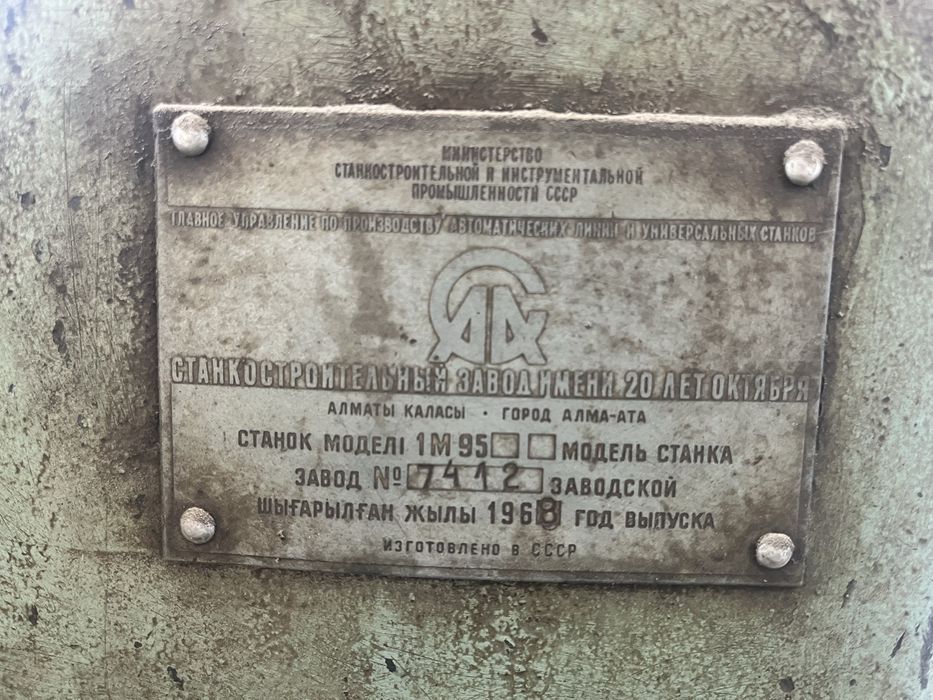 МИНИСТЕРСТВО
СТАНКОСТРОИТЕЛЬНОЙ И ИНСТРУМЕНТАЛЬНОЙ
ПРОМЫШЛЕННОСТИ СССР
ГЛАВНОЕ УПРАВЛЕНИЕ ПО ПРОИЗВОДСТВУ АВТОМАТИЧЕСКИХ ЛИНИЙ И УНИВЕРСАЛЬНЫХ СТАНКОВ
СТАНКОСТРОИТЕЛЬНЫЙ ЗАВОД ИМЕНИ 20 ЛЕТ ОКТЯБРЯ
АЛМАТЫ КАЛАСЫ · ГОРОД АЛМА-АТА
СТАНОК МОДЕЛІ 1М95 МОДЕЛЬ СТАНКА
ЗАВОД № 7412 ЗАВОДСКОЙ
ШЫҒАРЫЛҒАН ЖЫЛЫ 1968 ГОД ВЫПУСКА
ИЗГОТОВЛЕНО В СССР